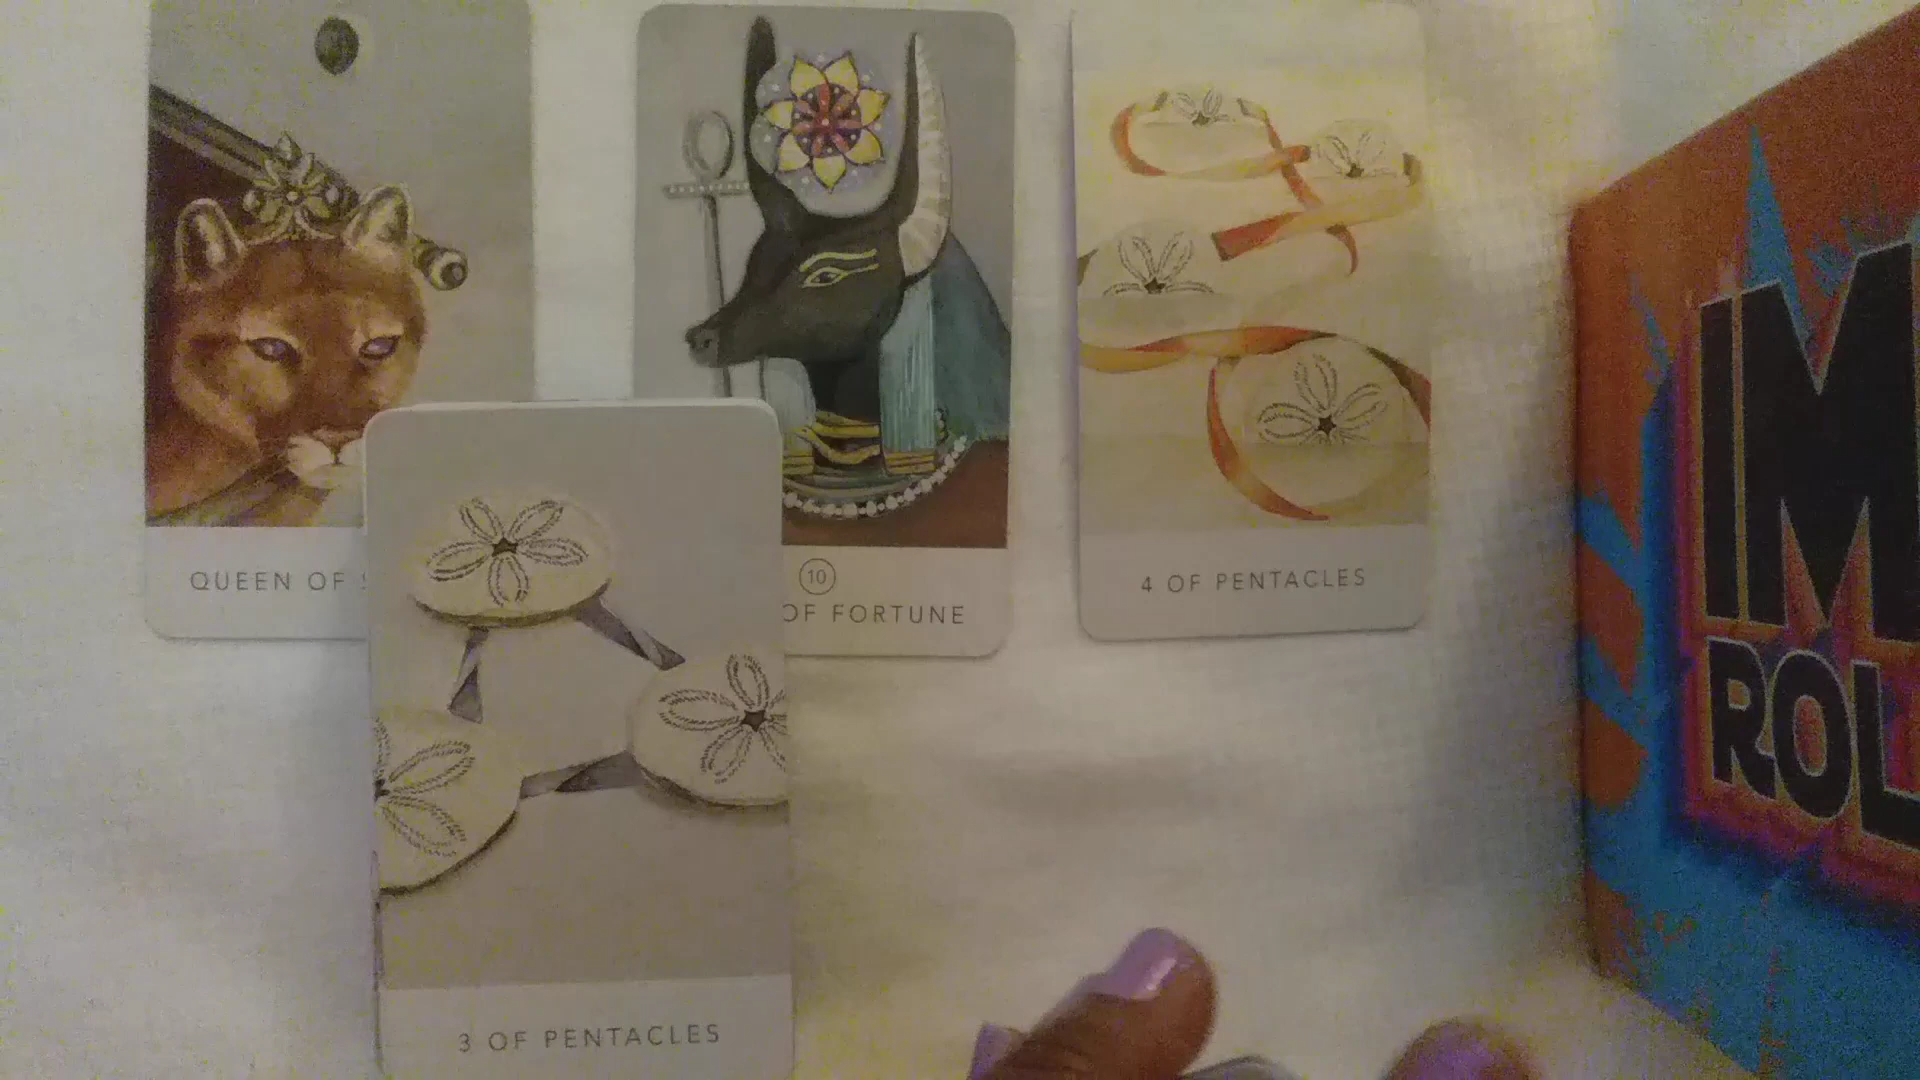 QUEEN OF
10
OF FORTUNE
4 OF PENTACLES
3 OF PENTACLES
IM
ROL